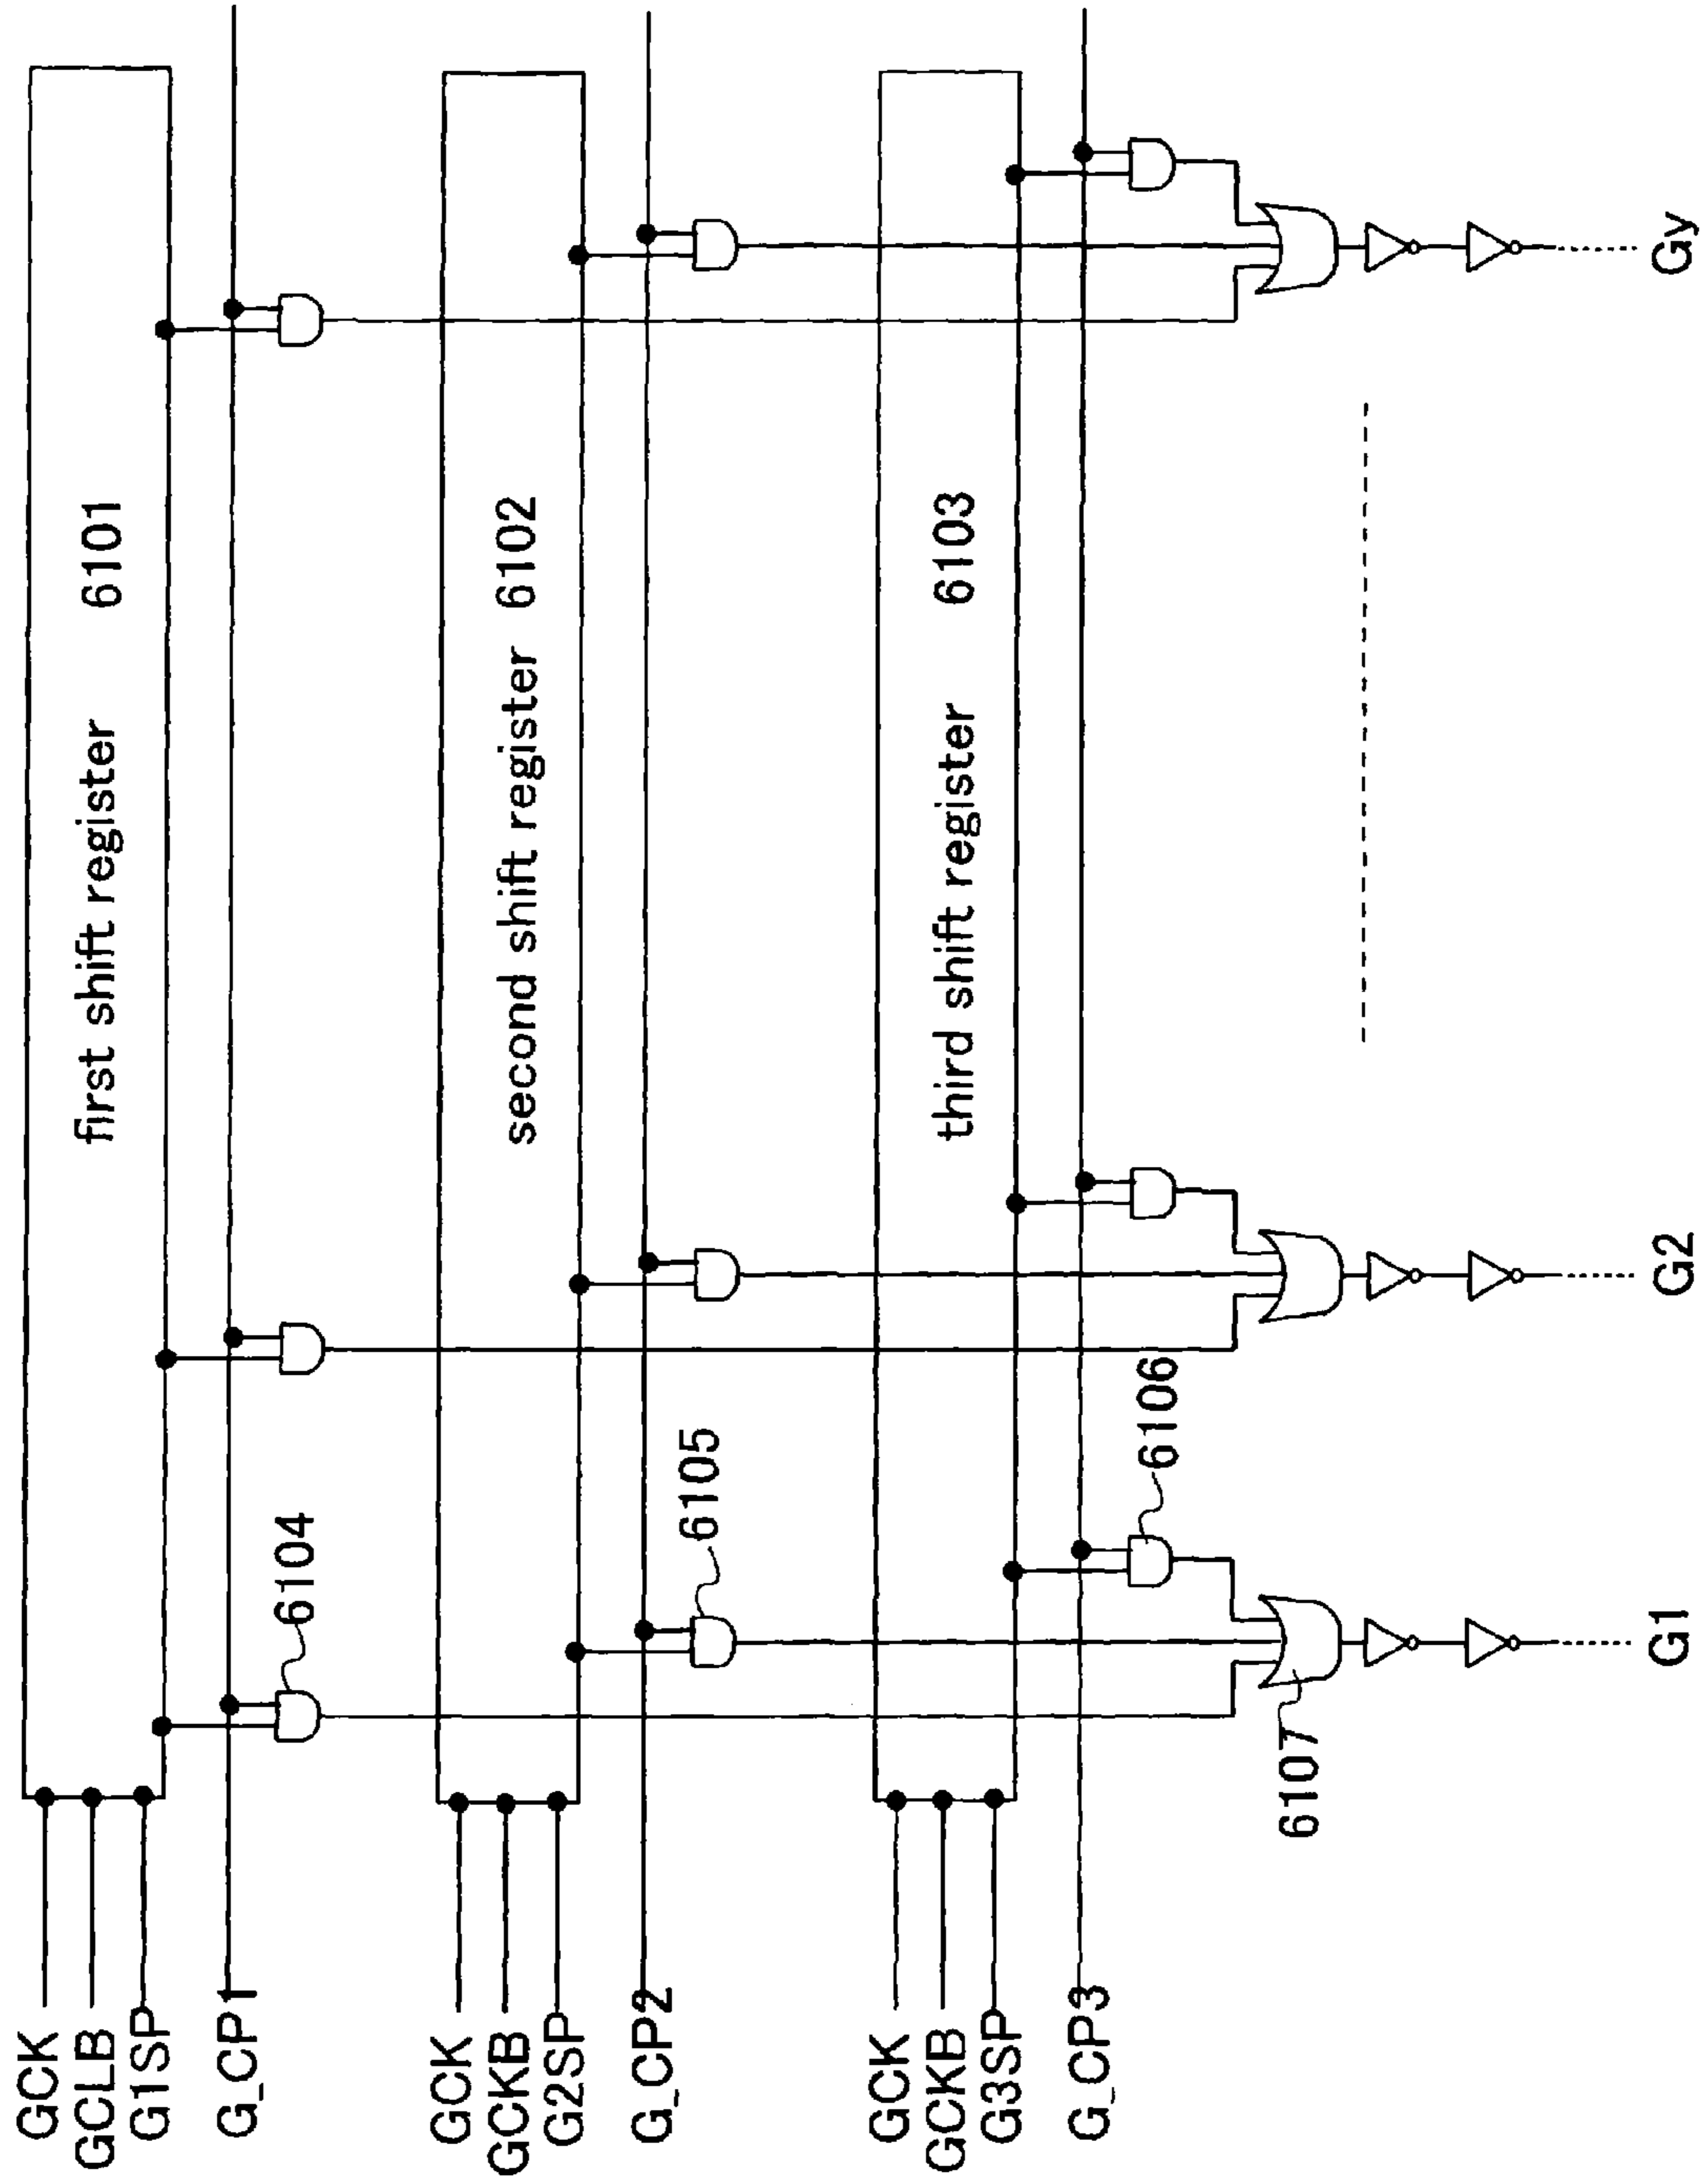 GCK
GCLB
G1SP
G_CP1
first shift register 6101
6104
GCK
GCKB
G2SP
G_CP2
second shift register 6102
6105
GCK
GCKB
G3SP
G_CP3
third shift register 6103
6106
6107
G1
G2
Gy